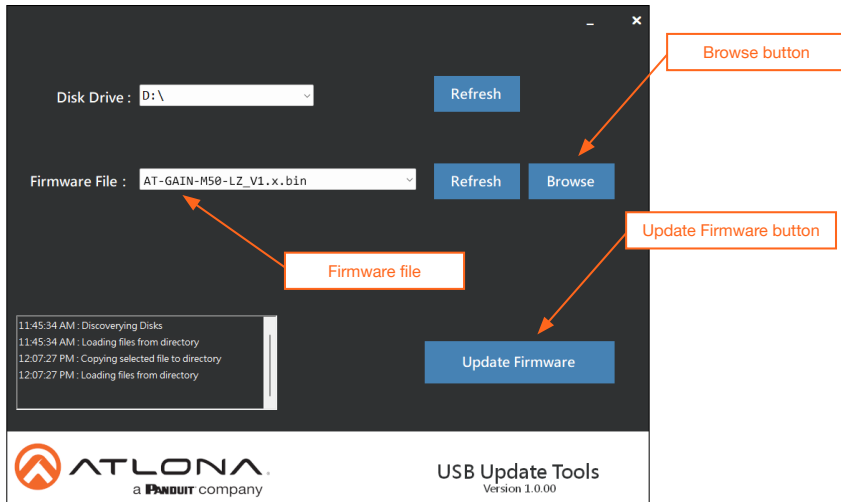 Browse button
Disk Drive : D:\ Refresh
Firmware File : AT-GAIN-M50-LZ_V1.x.bin Refresh Browse
Update Firmware button
Firmware file
11:45:34 AM : Discoverying Disks
11:45:34 AM : Loading files from directory
12:07:27 PM : Copying selected file to directory
12:07:27 PM : Loading files from directory
Update Firmware
ATLONA.
a PANDUIT company
USB Update Tools
Version 1.0.00